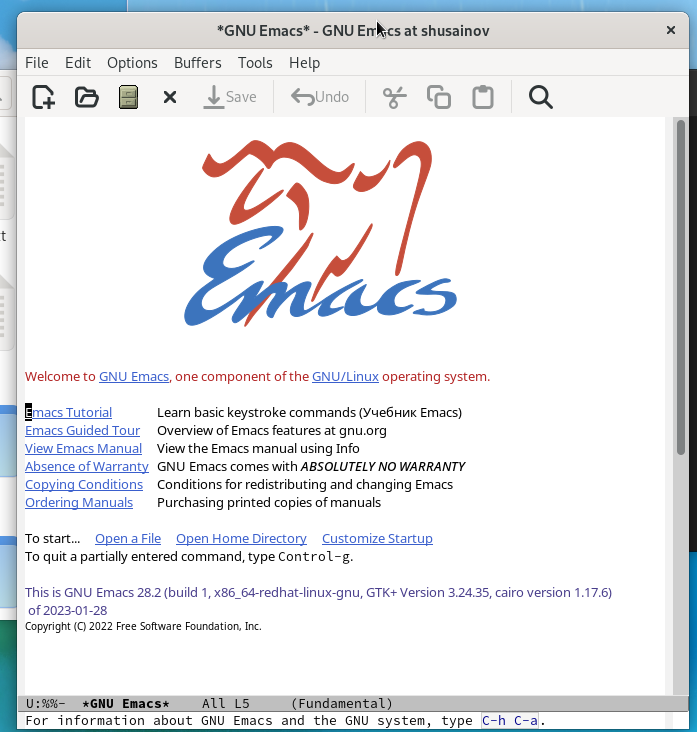 *GNU Emacs* - GNU Emacs at shusainov
File Edit Options Buffers Tools Help
Save Undo
Emacs
Welcome to GNU Emacs, one component of the GNU/Linux operating system.
Emacs Tutorial Learn basic keystroke commands (Учебник Emacs)
Emacs Guided Tour Overview of Emacs features at gnu.org
View Emacs Manual View the Emacs manual using Info
Absence of Warranty GNU Emacs comes with ABSOLUTELY NO WARRANTY
Copying Conditions Conditions for redistributing and changing Emacs
Ordering Manuals Purchasing printed copies of manuals
To start... Open a File Open Home Directory Customize Startup
To quit a partially entered command, type Control-g.
This is GNU Emacs 28.2 (build 1, x86_64-redhat-linux-gnu, GTK+ Version 3.24.35, cairo version 1.17.6)
of 2023-01-28
Copyright (C) 2022 Free Software Foundation, Inc.
U:%%- *GNU Emacs* All L5 (Fundamental)
For information about GNU Emacs and the GNU system, type C-h C-a.